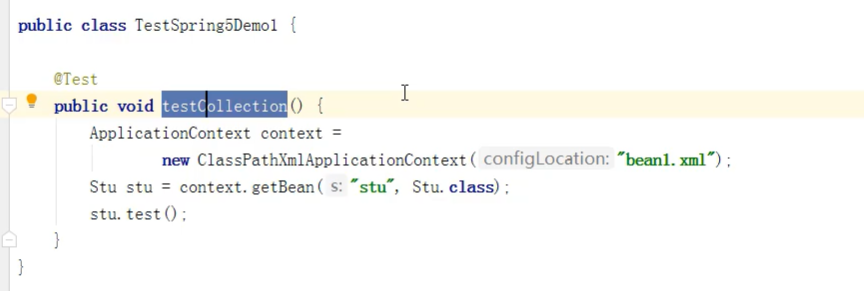 public class TestSpring5Demo1 {
@Test
public void testCollection() {
ApplicationContext context =
new ClassPathXmlApplicationContext( configLocation: "bean1.xml");
Stu stu = context.getBean( s: "stu", Stu.class);
stu.test();
}
}